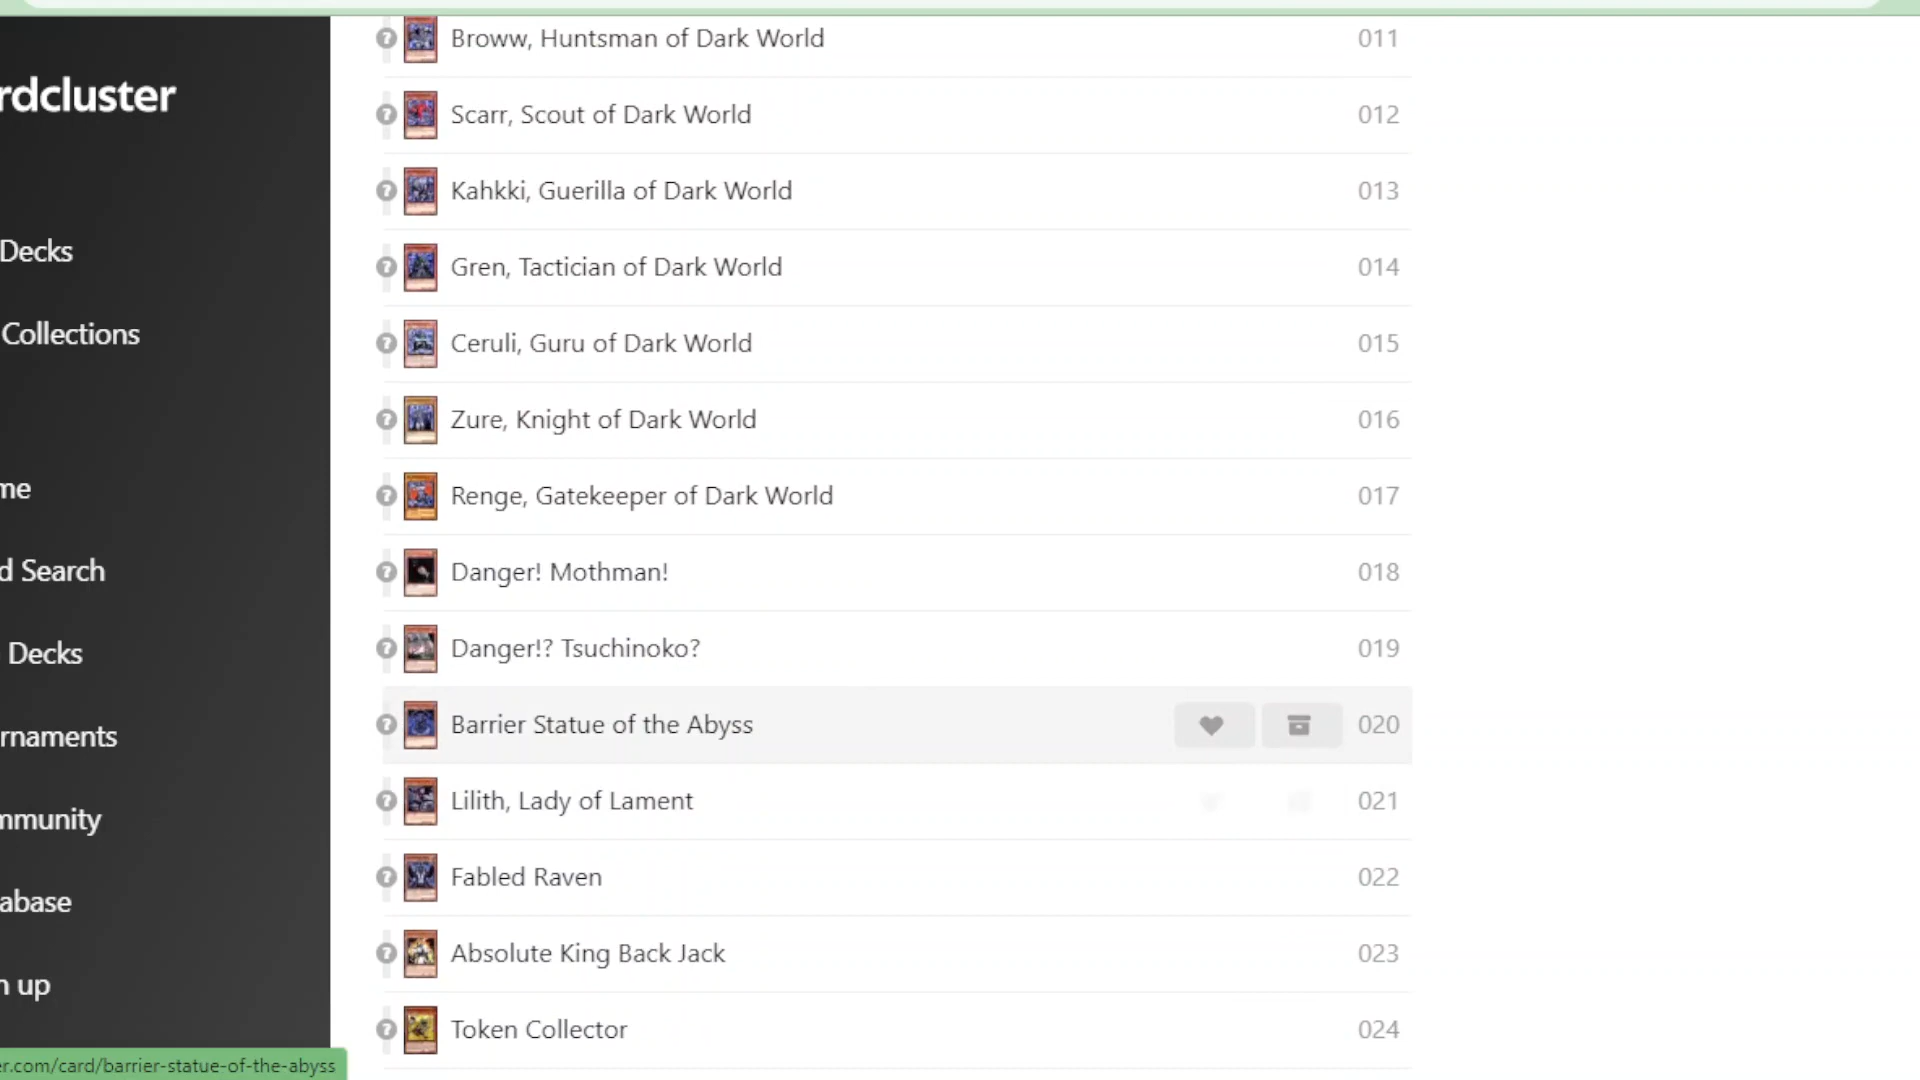 rdcluster
Decks
Collections
me
d Search
Decks
rnaments
mmunity
abase
n up
Broww, Huntsman of Dark World 011
Scarr, Scout of Dark World 012
Kahkki, Guerilla of Dark World 013
Gren, Tactician of Dark World 014
Ceruli, Guru of Dark World 015
Zure, Knight of Dark World 016
Renge, Gatekeeper of Dark World 017
Danger! Mothman! 018
Danger!? Tsuchinoko? 019
Barrier Statue of the Abyss 020
Lilith, Lady of Lament 021
Fabled Raven 022
Absolute King Back Jack 023
Token Collector 024
er.com/card/barrier-statue-of-the-abyss